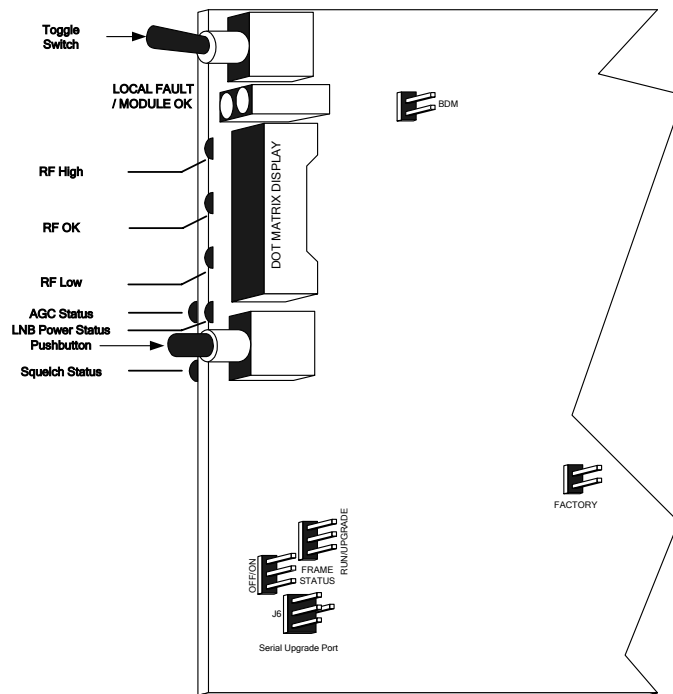 Toggle
Switch
LOCAL FAULT
/ MODULE OK
BDM
RF High
DOT MATRIX DISPLAY
RF OK
RF Low
AGC Status
LNB Power Status
Pushbutton
Squelch Status
FACTORY
RUN/UPGRADE
OFF/ON
FRAME
STATUS
J6
Serial Upgrade Port